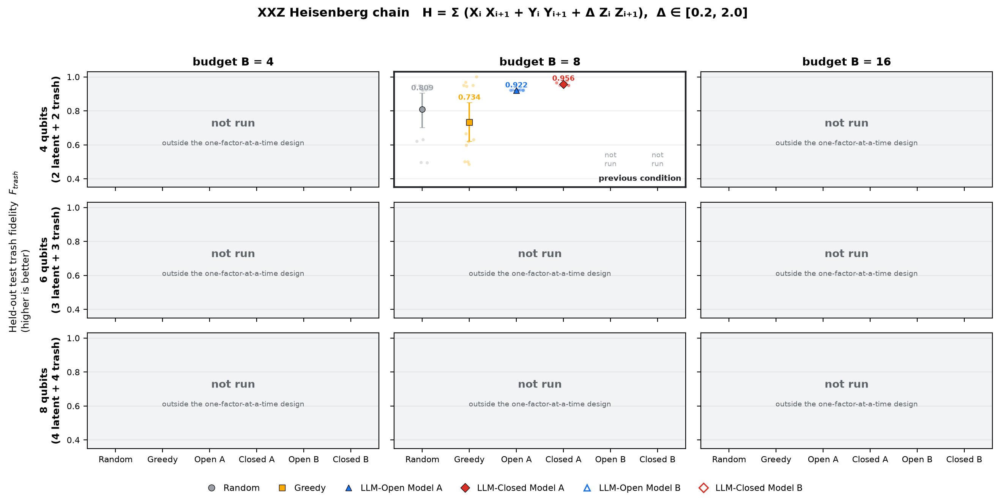 XXZ Heisenberg chain   H = Σ (Xᵢ Xᵢ₊₁ + Yᵢ Yᵢ₊₁ + Δ Zᵢ Zᵢ₊₁),  Δ ∈ [0.2, 2.0]
budget B = 4
budget B = 8
budget B = 16
Held-out test trash fidelity F_trash
(higher is better)
4 qubits
(2 latent + 2 trash)
1.0
0.8
0.6
0.4
not run
outside the one-factor-at-a-time design
0.809
0.734
0.922
0.956
not
run
not
run
previous condition
not run
outside the one-factor-at-a-time design
6 qubits
(3 latent + 3 trash)
1.0
0.8
0.6
0.4
not run
outside the one-factor-at-a-time design
not run
outside the one-factor-at-a-time design
not run
outside the one-factor-at-a-time design
8 qubits
(4 latent + 4 trash)
1.0
0.8
0.6
0.4
not run
outside the one-factor-at-a-time design
not run
outside the one-factor-at-a-time design
not run
outside the one-factor-at-a-time design
Random Greedy Open A Closed A Open B Closed B
Random Greedy Open A Closed A Open B Closed B
Random Greedy Open A Closed A Open B Closed B
Random Greedy LLM-Open Model A LLM-Closed Model A LLM-Open Model B LLM-Closed Model B